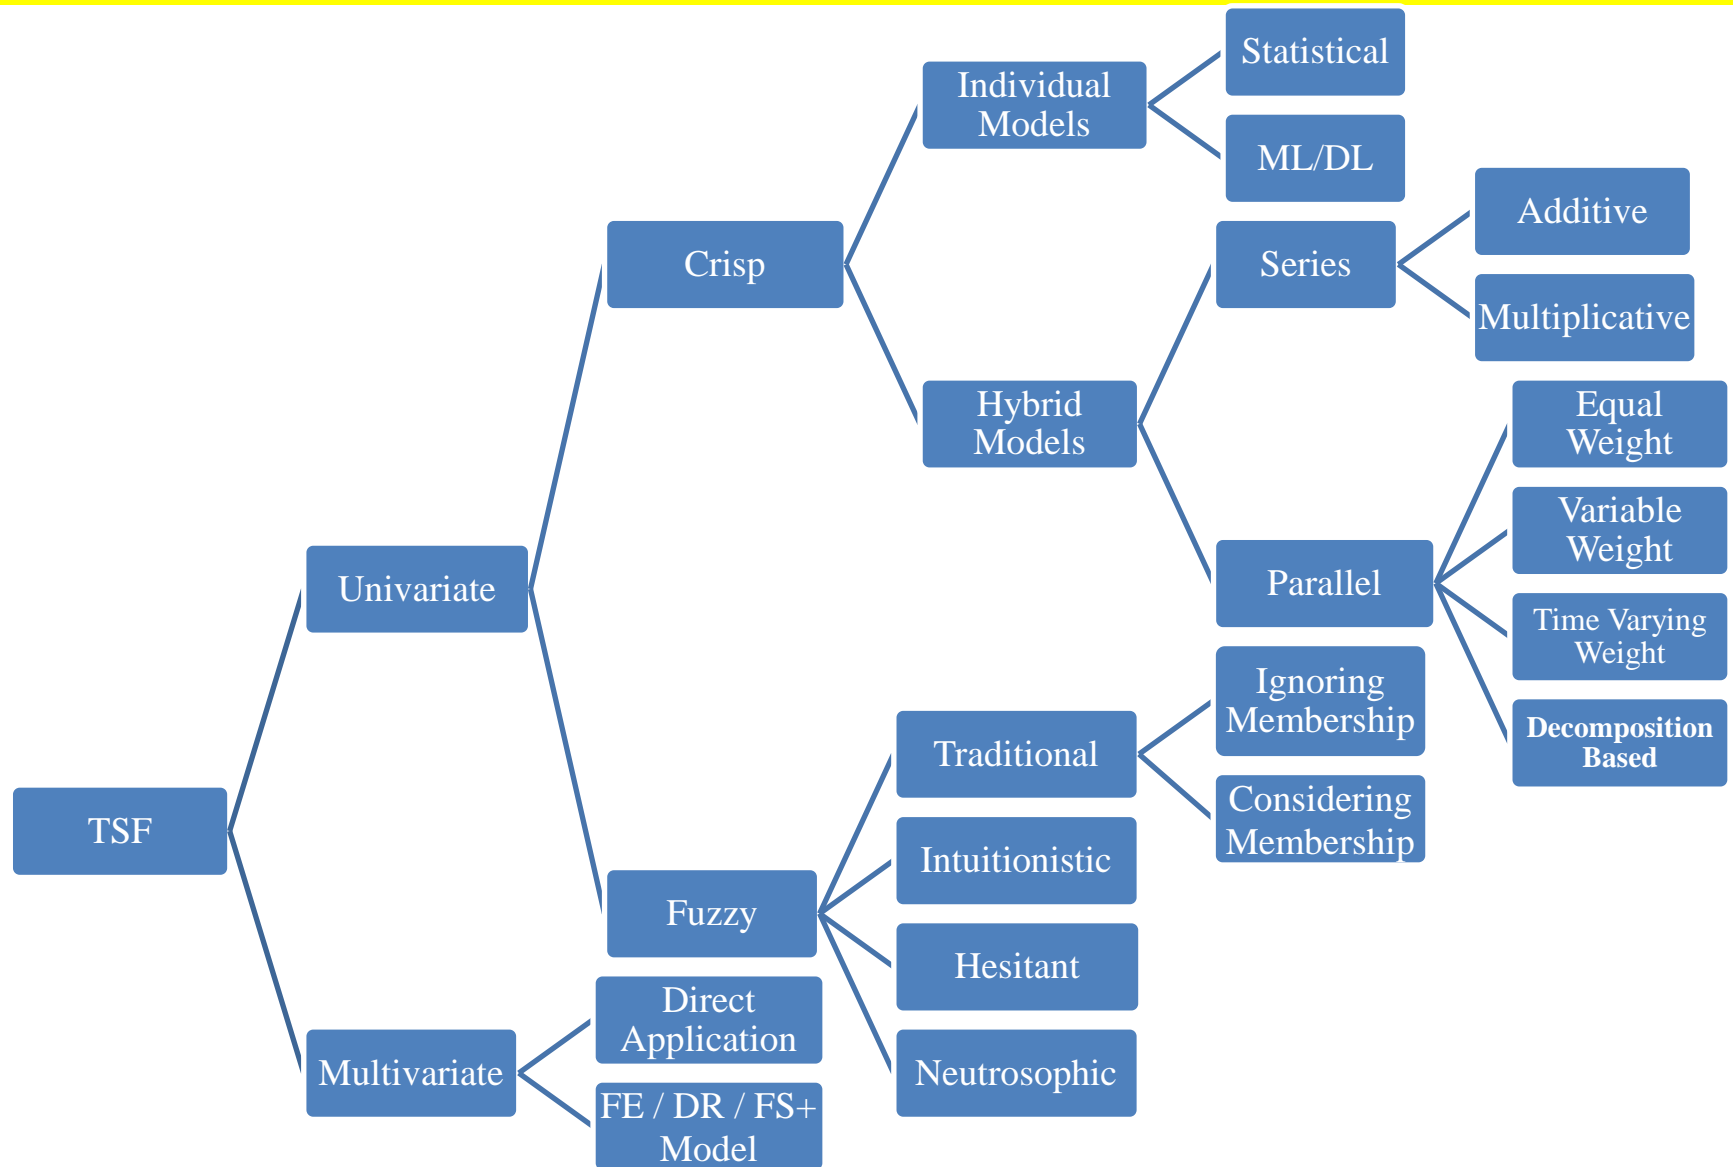 Statistical
Individual
Models
ML/DL
Additive
Crisp
Series
Multiplicative
Hybrid
Models
Equal
Weight
Variable
Weight
Univariate
Parallel
Time Varying
Weight
Ignoring
Membership
Traditional
Decomposition
Based
TSF
Considering
Membership
Intuitionistic
Fuzzy
Hesitant
Direct
Application
Multivariate
Neutrosophic
FE / DR / FS+
Model